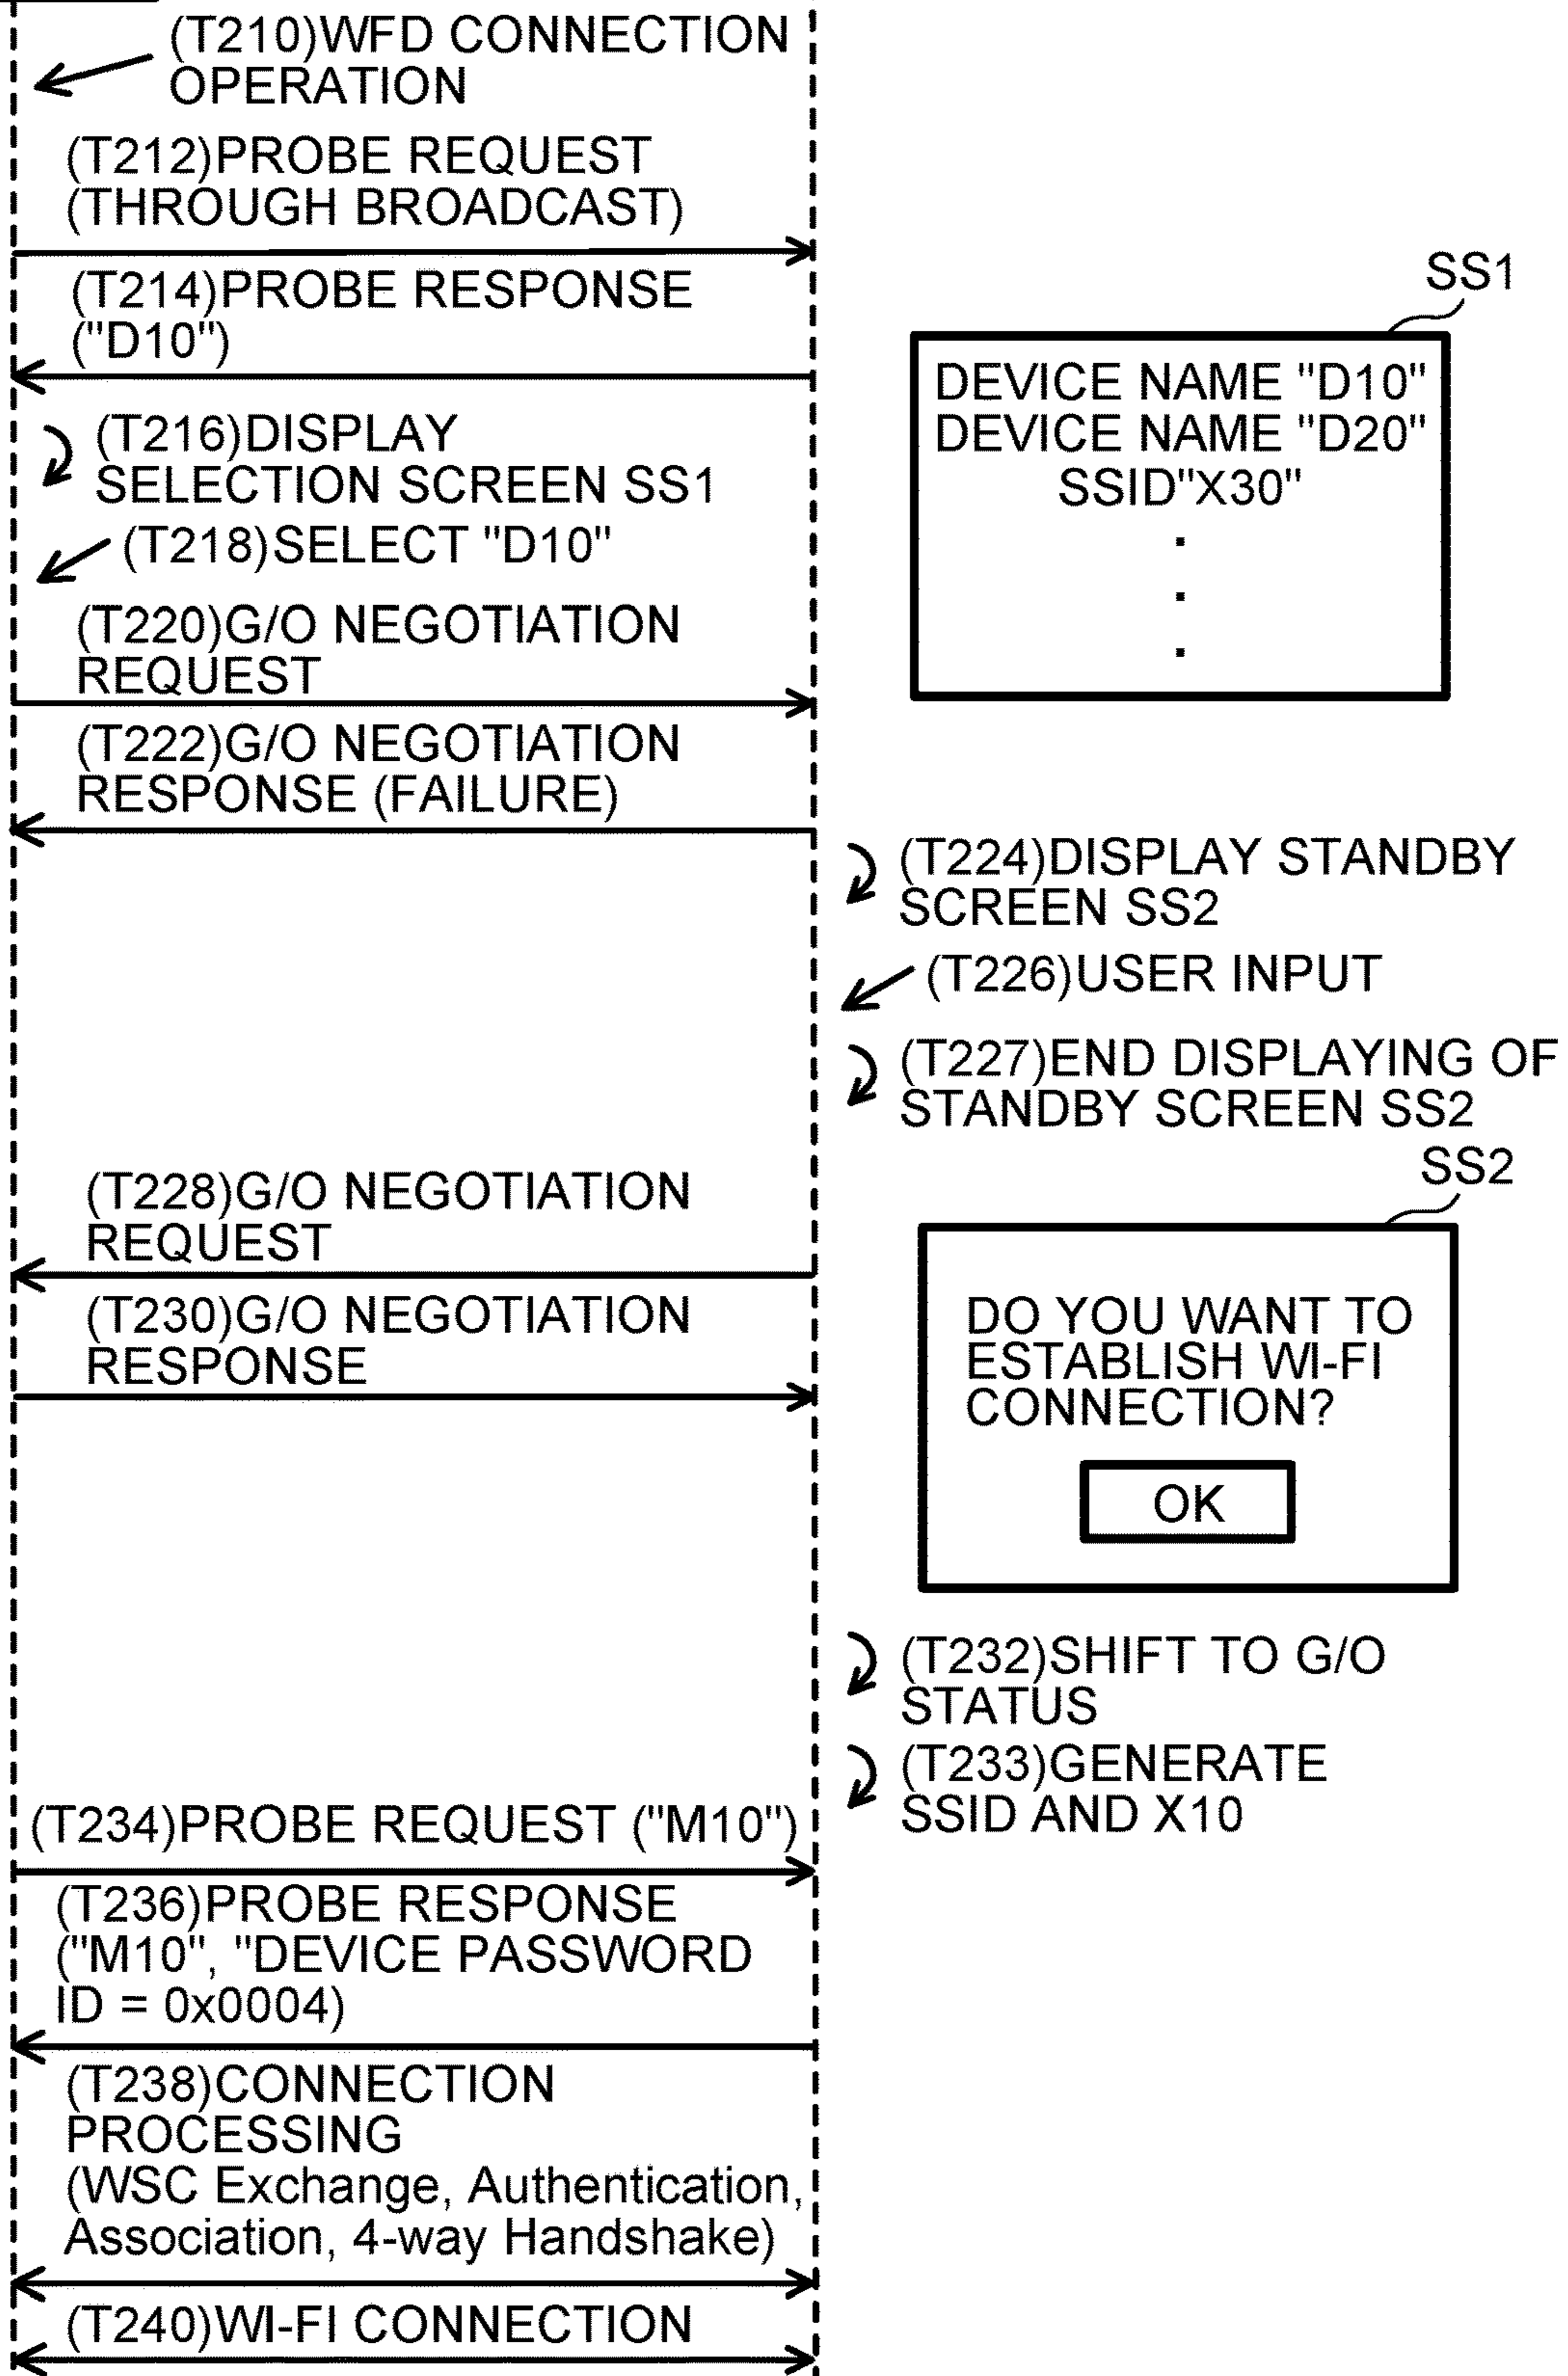 (T210)WFD CONNECTION
OPERATION
(T212)PROBE REQUEST
(THROUGH BROADCAST)
(T214)PROBE RESPONSE
("D10")
SS1
DEVICE NAME "D10"
DEVICE NAME "D20"
SSID"X30"
.
.
.
(T216)DISPLAY
SELECTION SCREEN SS1
(T218)SELECT "D10"
(T220)G/O NEGOTIATION
REQUEST
(T222)G/O NEGOTIATION
RESPONSE (FAILURE)
(T224)DISPLAY STANDBY
SCREEN SS2
(T226)USER INPUT
(T227)END DISPLAYING OF
STANDBY SCREEN SS2
SS2
DO YOU WANT TO
ESTABLISH WI-FI
CONNECTION?
OK
(T228)G/O NEGOTIATION
REQUEST
(T230)G/O NEGOTIATION
RESPONSE
(T232)SHIFT TO G/O
STATUS
(T233)GENERATE
SSID AND X10
(T234)PROBE REQUEST ("M10")
(T236)PROBE RESPONSE
("M10", "DEVICE PASSWORD
ID = 0x0004)
(T238)CONNECTION
PROCESSING
(WSC Exchange, Authentication,
Association, 4-way Handshake)
(T240)WI-FI CONNECTION